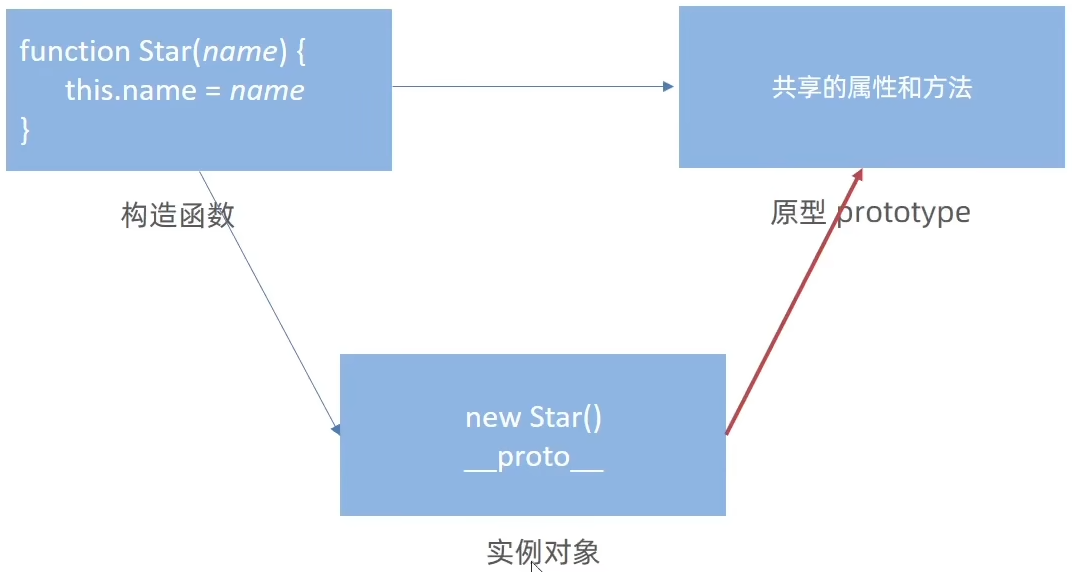 function Star(name) {
this.name = name
}
共享的属性和方法
构造函数
原型 prototype
new Star()
__proto__
实例对象